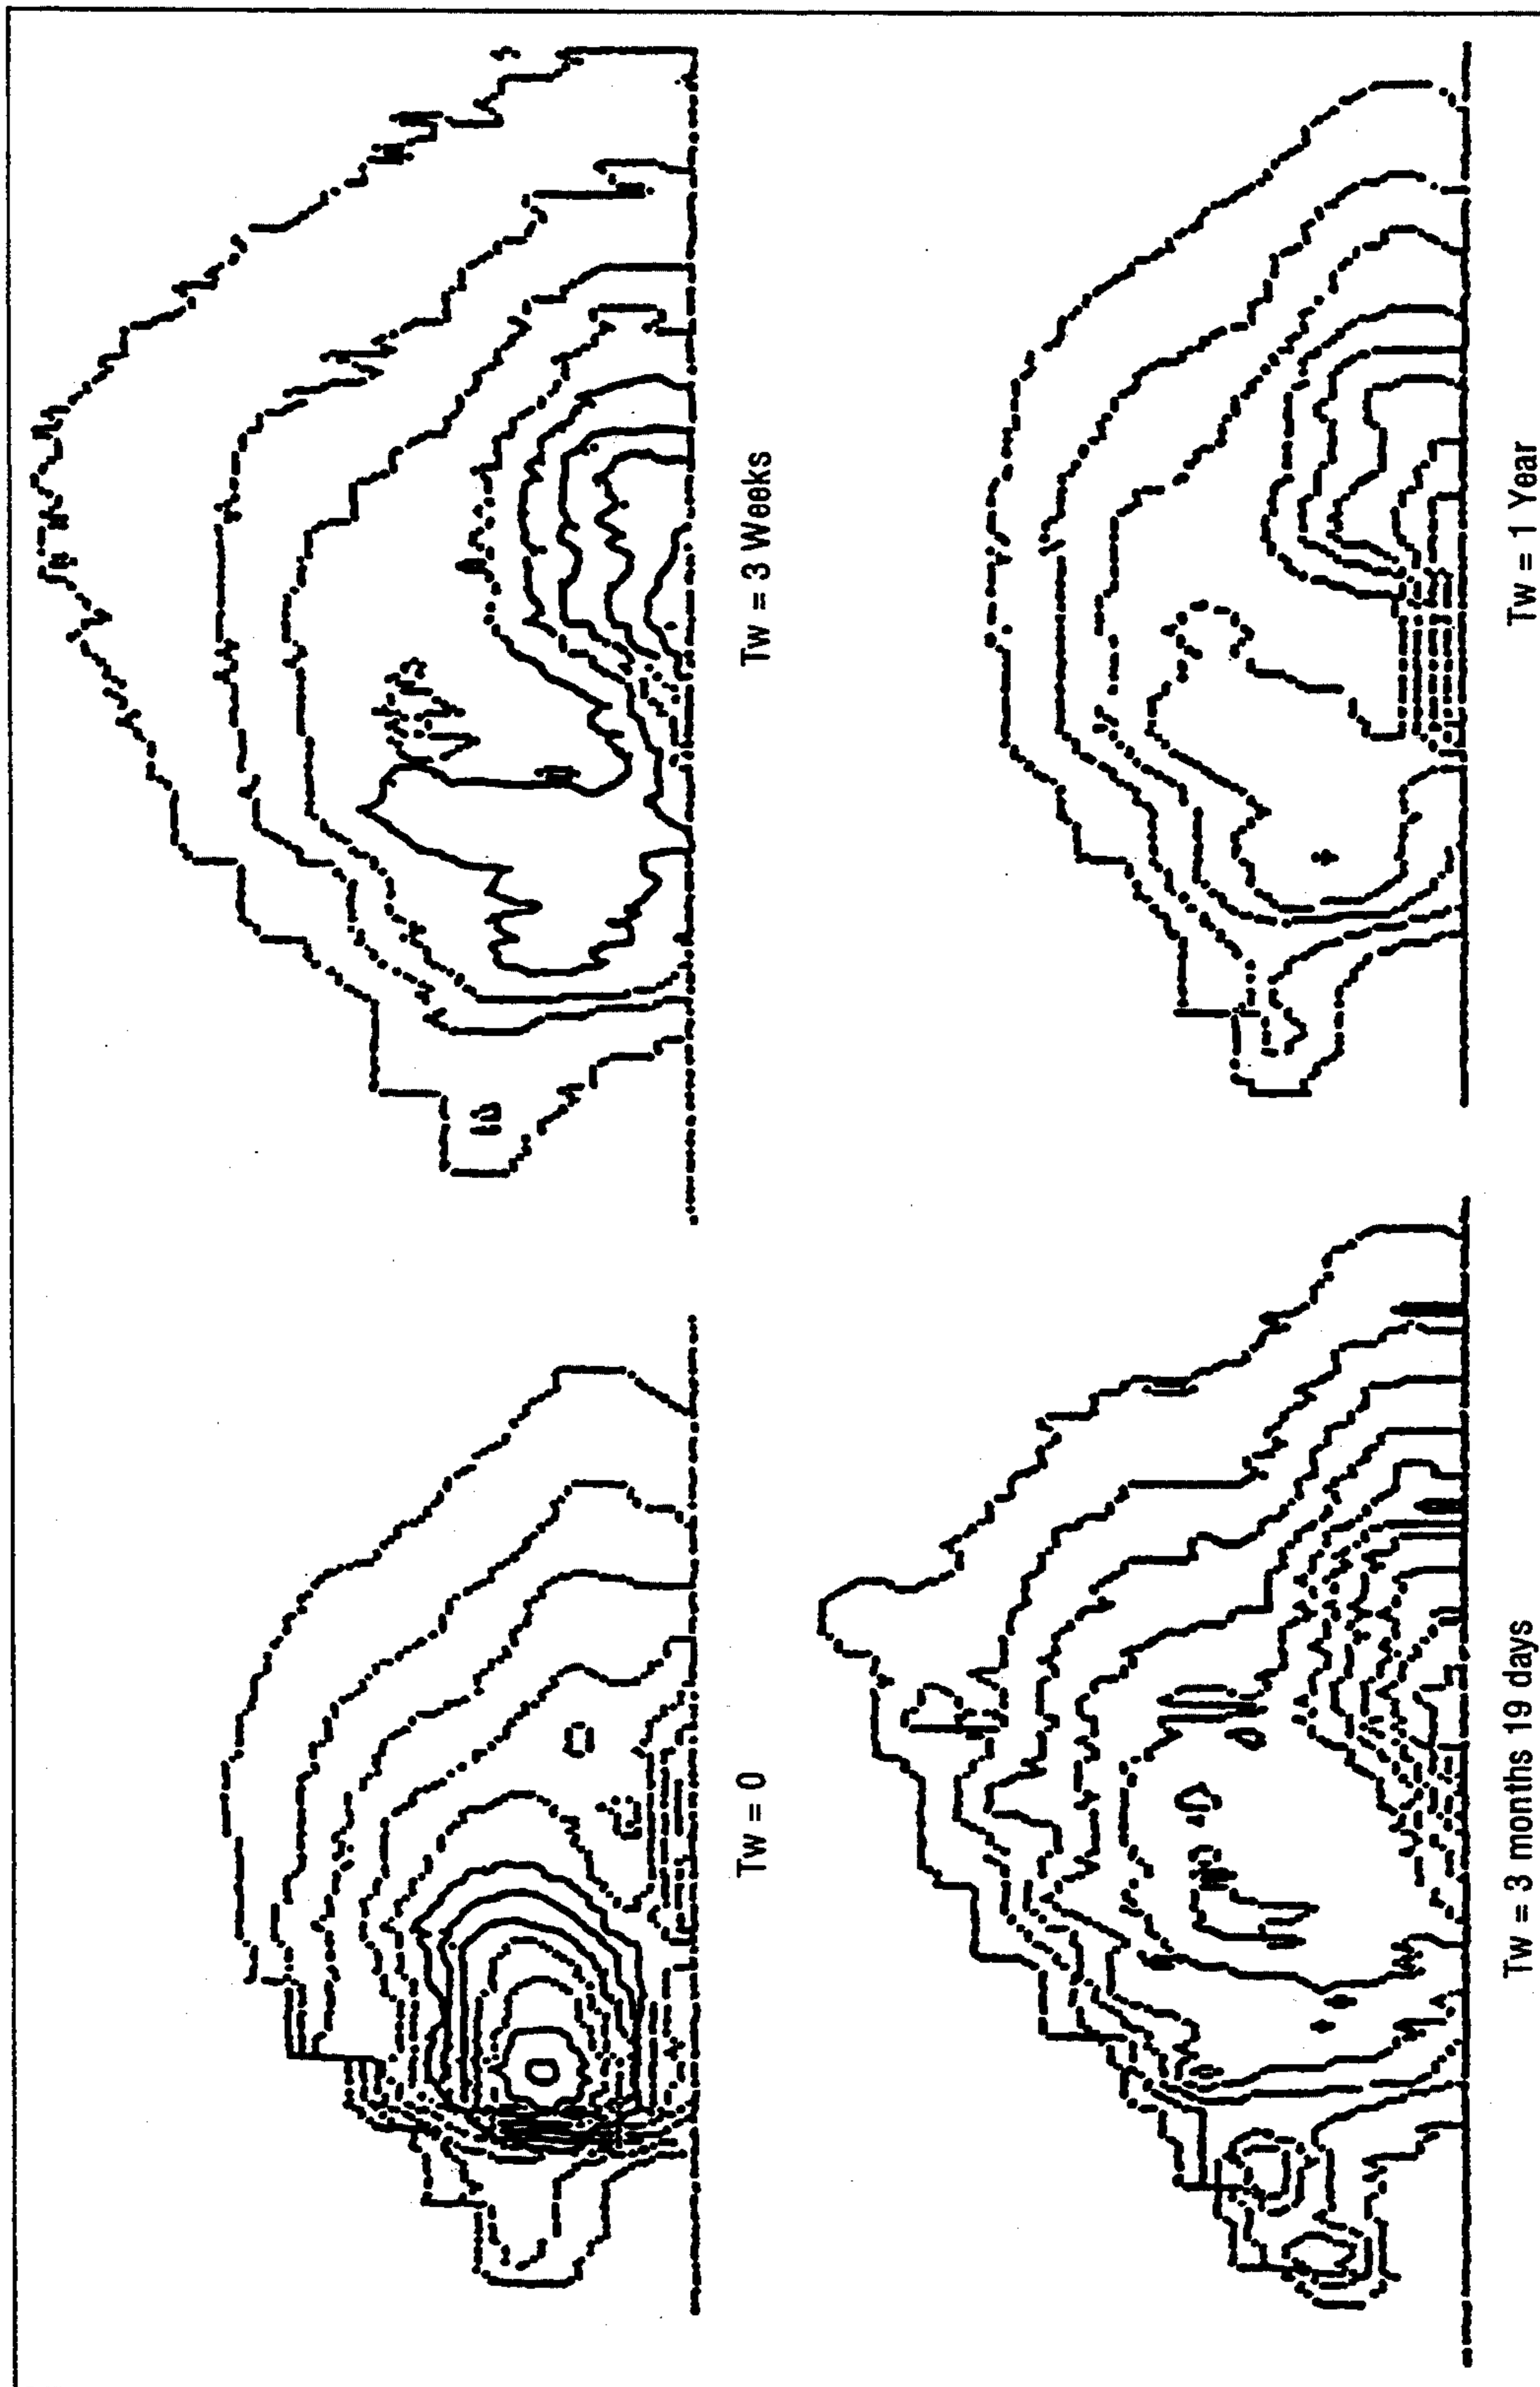 Tw = 0
Tw = 3 Weeks
Tw = 3 months 19 days
Tw = 1 Year